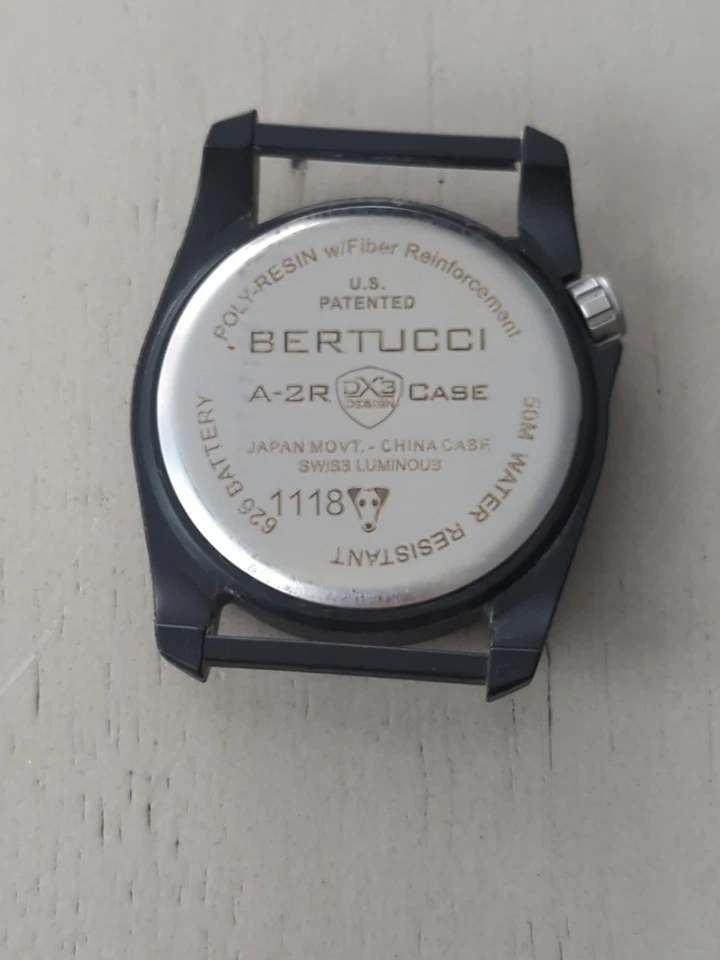 POLY-RESIN w/Fiber Reinforcement
U.S.
PATENTED
BERTUCCI
A-2R DX3 DESIGN CASE
JAPAN MOVT. - CHINA CASE
SWISS LUMINOUS
1118
50M WATER RESISTANT
626 BATTERY